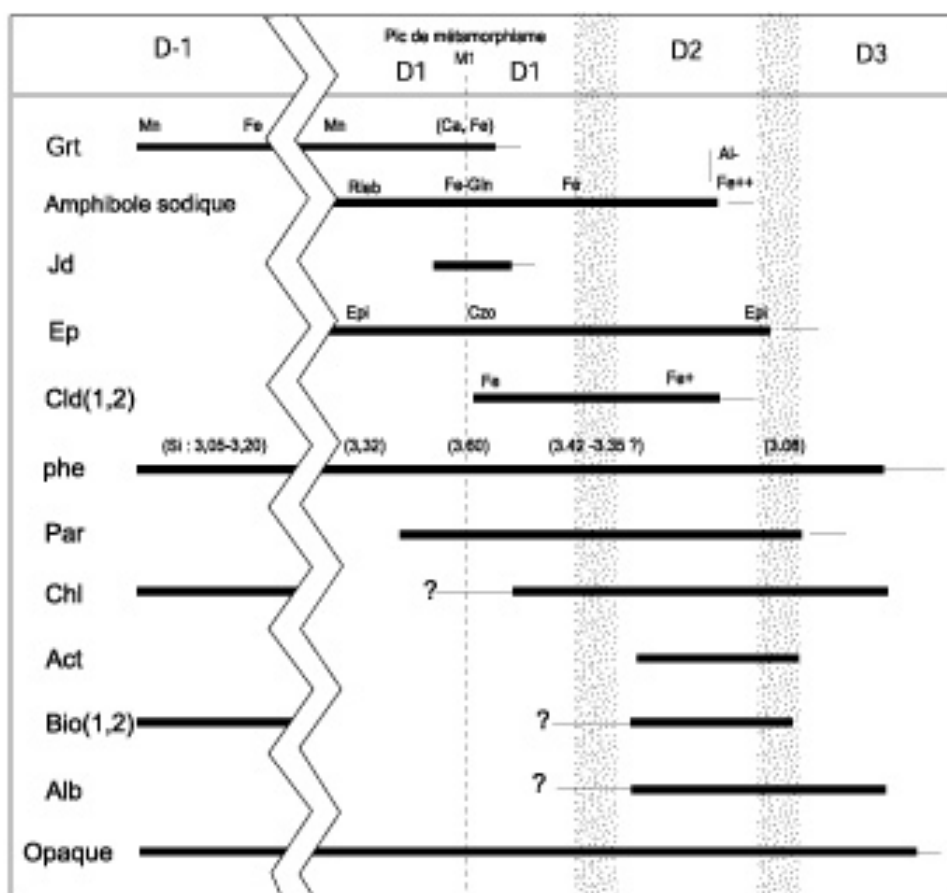 D-1
Pic de métamorphisme
M1
D1 D1
D2
D3
Grt Mn Fe Mn (Ca, Fe)
Al-
Amphibole sodique Rieb Fe-Gln Fe Fe++
Jd
Ep Epi Czo Epi
Cld(1,2) Fe Fe+
phe (Si : 3,05-3,20) (3,32) (3.60) (3.42 -3.35 ?) (3.08)
Par
Chl ?
Act
Bio(1,2) ?
Alb ?
Opaque